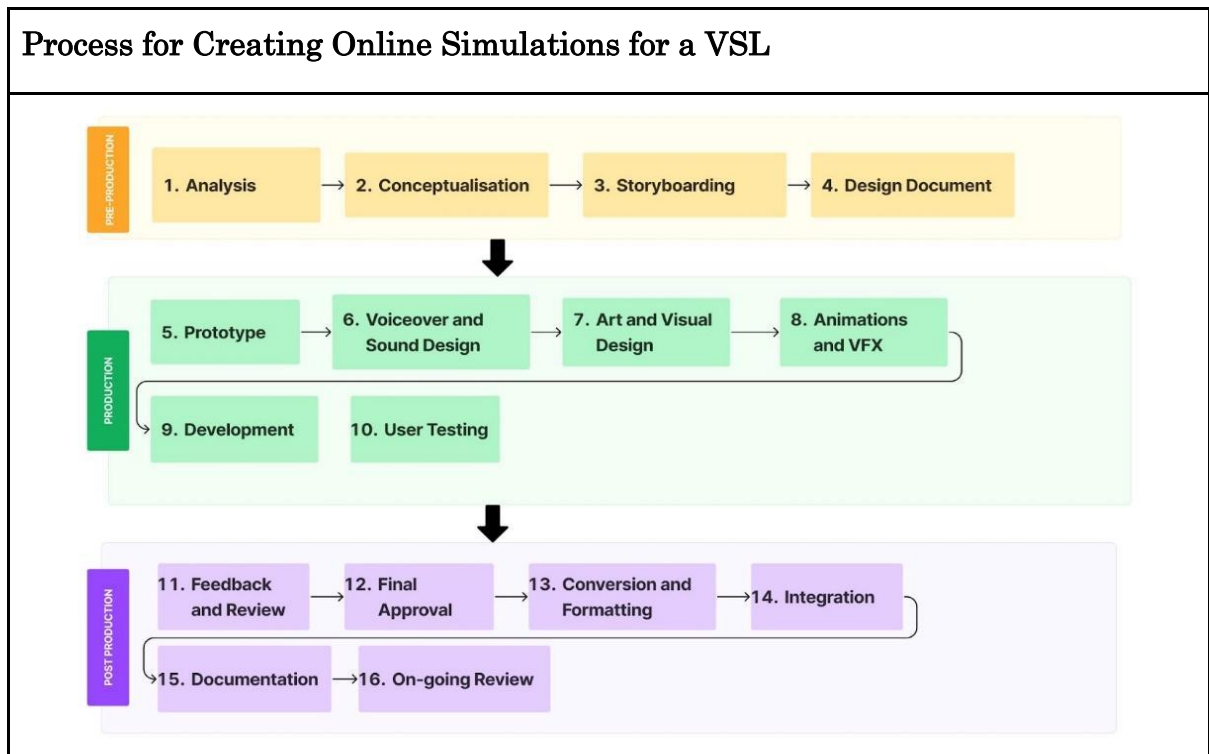 Process for Creating Online Simulations for a VSL
PRE-PRODUCTION
1. Analysis
2. Conceptualisation
3. Storyboarding
4. Design Document
PRODUCTION
5. Prototype
6. Voiceover and
Sound Design
7. Art and Visual
Design
8. Animations
and VFX
9. Development
10. User Testing
POST PRODUCTION
11. Feedback
and Review
12. Final
Approval
13. Conversion and
Formatting
14. Integration
15. Documentation
16. On-going Review